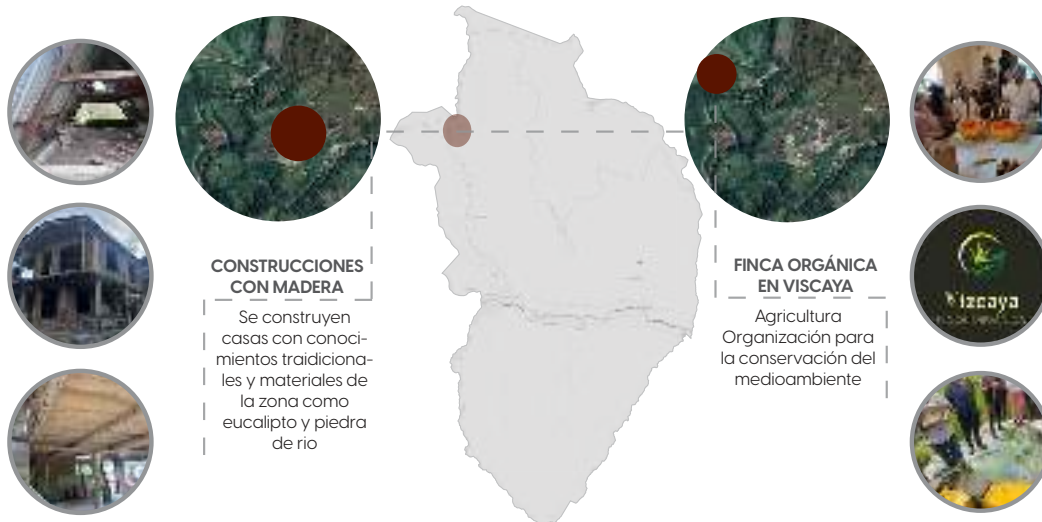 CONSTRUCCIONES
CON MADERA
Se construyen
casas con conoci-
mientos traidiciona-
les y materiales de
la zona como
eucalipto y piedra
de rio
FINCA ORGÁNICA
EN VISCAYA
Agricultura
Organización para
la conservación del
medioambiente
Vizcaya